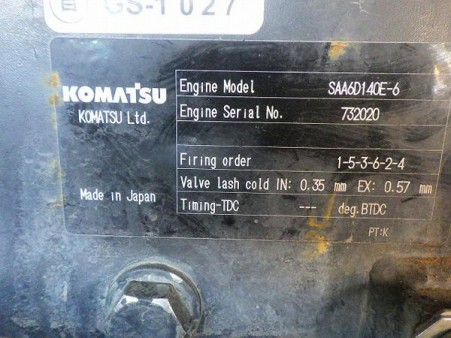 GS-1027
KOMATSU
KOMATSU Ltd.
Made in Japan
Engine Model SAA6D140E-6
Engine Serial No. 732020
Firing order 1-5-3-6-2-4
Valve lash cold IN: 0.35 mm EX: 0.57 mm
Timing-TDC --- deg.BTDC
PT:K